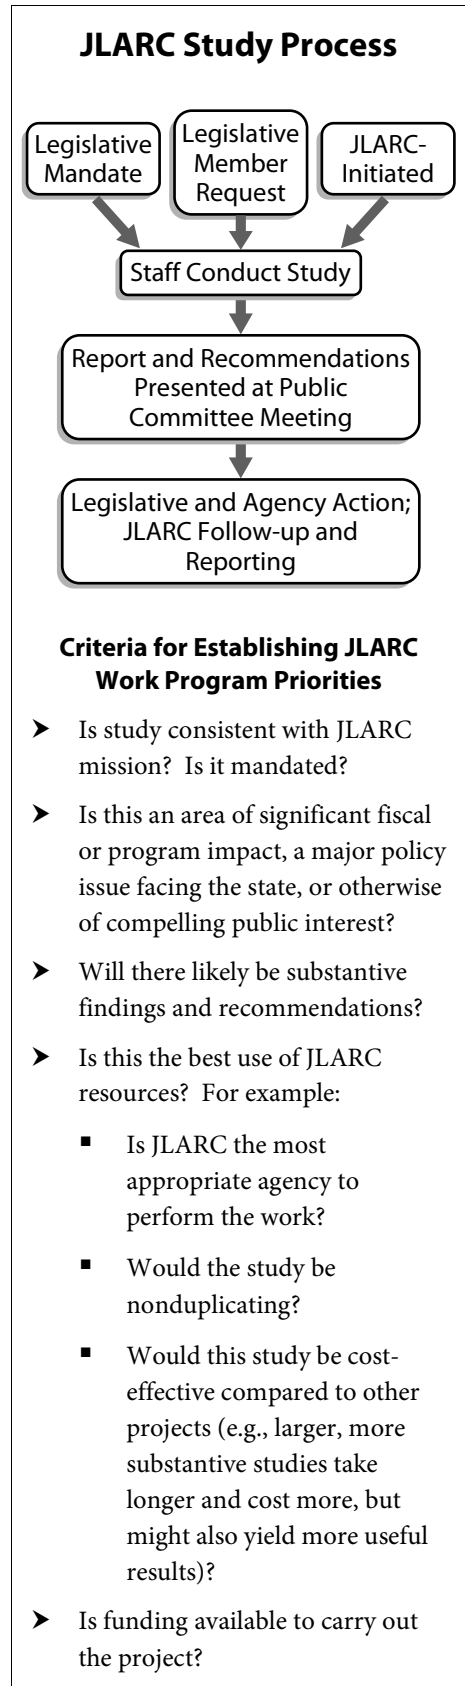 JLARC Study Process
Legislative
Mandate
Legislative
Member
Request
JLARC-
Initiated
Staff Conduct Study
Report and Recommendations
Presented at Public
Committee Meeting
Legislative and Agency Action;
JLARC Follow-up and
Reporting
Criteria for Establishing JLARC
Work Program Priorities
➤ Is study consistent with JLARC
mission?  Is it mandated?
➤ Is this an area of significant fiscal
or program impact, a major policy
issue facing the state, or otherwise
of compelling public interest?
➤ Will there likely be substantive
findings and recommendations?
➤ Is this the best use of JLARC
resources?  For example:
▪ Is JLARC the most
appropriate agency to
perform the work?
▪ Would the study be
nonduplicating?
▪ Would this study be cost-
effective compared to other
projects (e.g., larger, more
substantive studies take
longer and cost more, but
might also yield more useful
results)?
➤ Is funding available to carry out
the project?